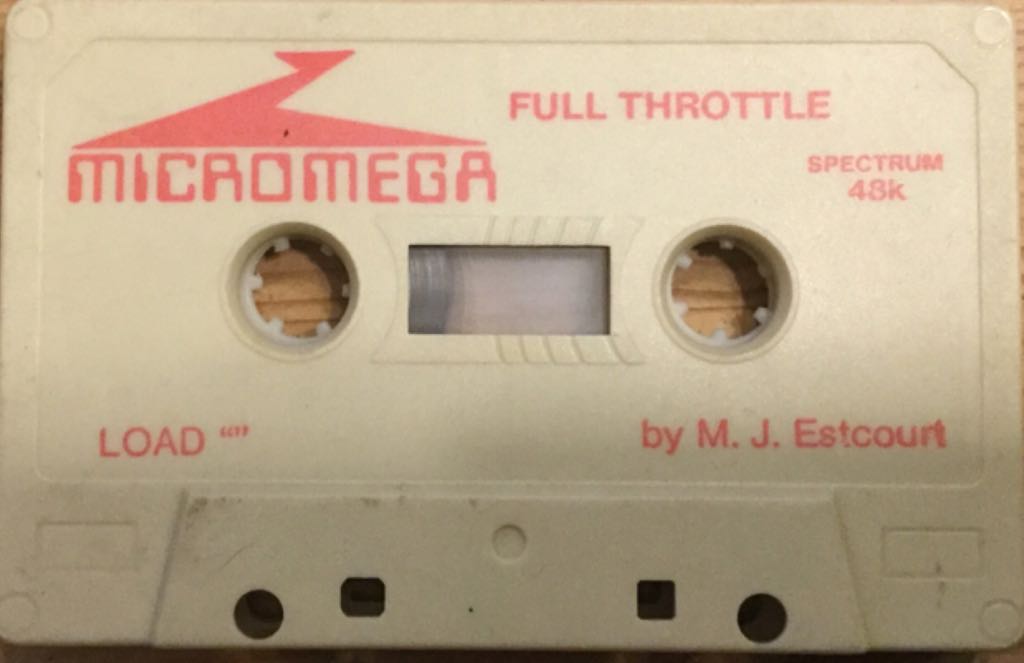 MICROMEGA
FULL THROTTLE
SPECTRUM
48k
LOAD “”
by M. J. Estcourt